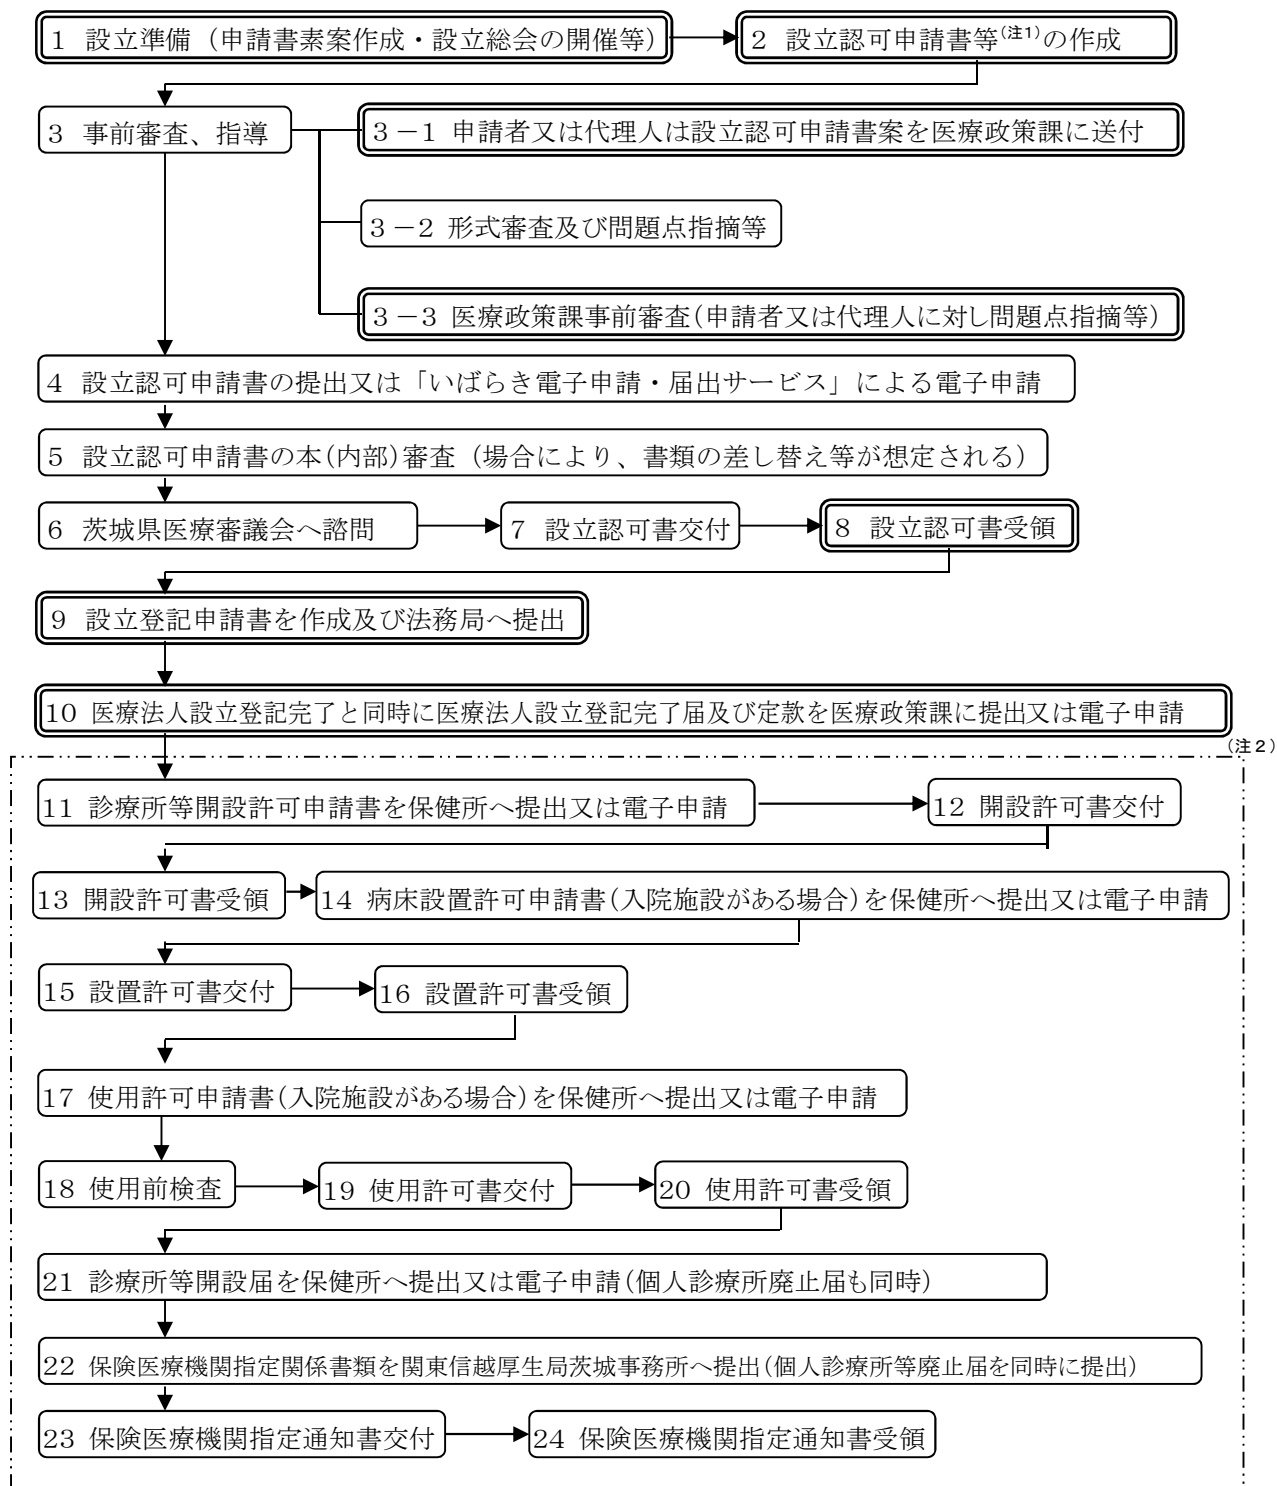 1 設立準備（申請書素案作成・設立総会の開催等）
2 設立認可申請書等(注1)の作成
3 事前審査、指導
3－1 申請者又は代理人は設立認可申請書案を医療政策課に送付
3－2 形式審査及び問題点指摘等
3－3 医療政策課事前審査（申請者又は代理人に対し問題点指摘等）
4 設立認可申請書の提出又は「いばらき電子申請・届出サービス」による電子申請
5 設立認可申請書の本（内部）審査（場合により、書類の差し替え等が想定される）
6 茨城県医療審議会へ諮問
7 設立認可書交付
8 設立認可書受領
9 設立登記申請書を作成及び法務局へ提出
10 医療法人設立登記完了と同時に医療法人設立登記完了届及び定款を医療政策課に提出又は電子申請
（注２）
11 診療所等開設許可申請書を保健所へ提出又は電子申請
12 開設許可書交付
13 開設許可書受領
14 病床設置許可申請書（入院施設がある場合）を保健所へ提出又は電子申請
15 設置許可書交付
16 設置許可書受領
17 使用許可申請書（入院施設がある場合）を保健所へ提出又は電子申請
18 使用前検査
19 使用許可書交付
20 使用許可書受領
21 診療所等開設届を保健所へ提出又は電子申請（個人診療所廃止届も同時）
22 保険医療機関指定関係書類を関東信越厚生局茨城事務所へ提出（個人診療所等廃止届を同時に提出）
23 保険医療機関指定通知書交付
24 保険医療機関指定通知書受領